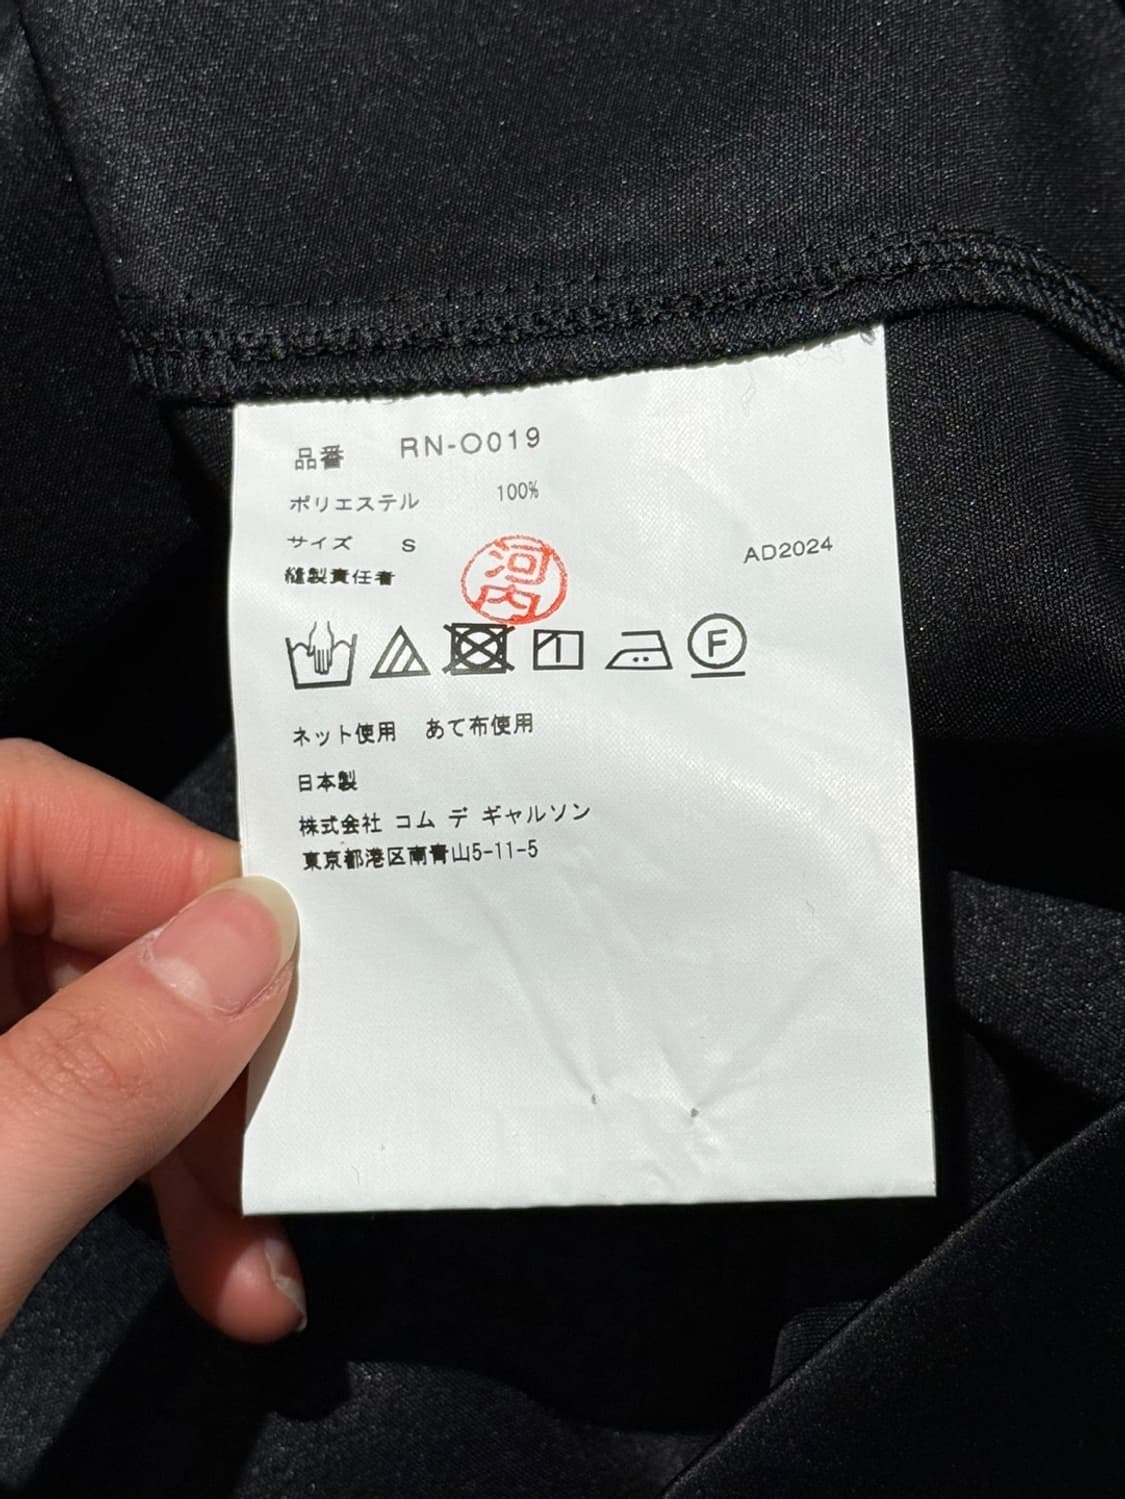 品番 RN-O019
ポリエステル 100%
サイズ S
河内
AD2024
縫製責任者
F
ネット使用 あて布使用
日本製
株式会社 コム デ ギャルソン
東京都港区南青山5-11-5